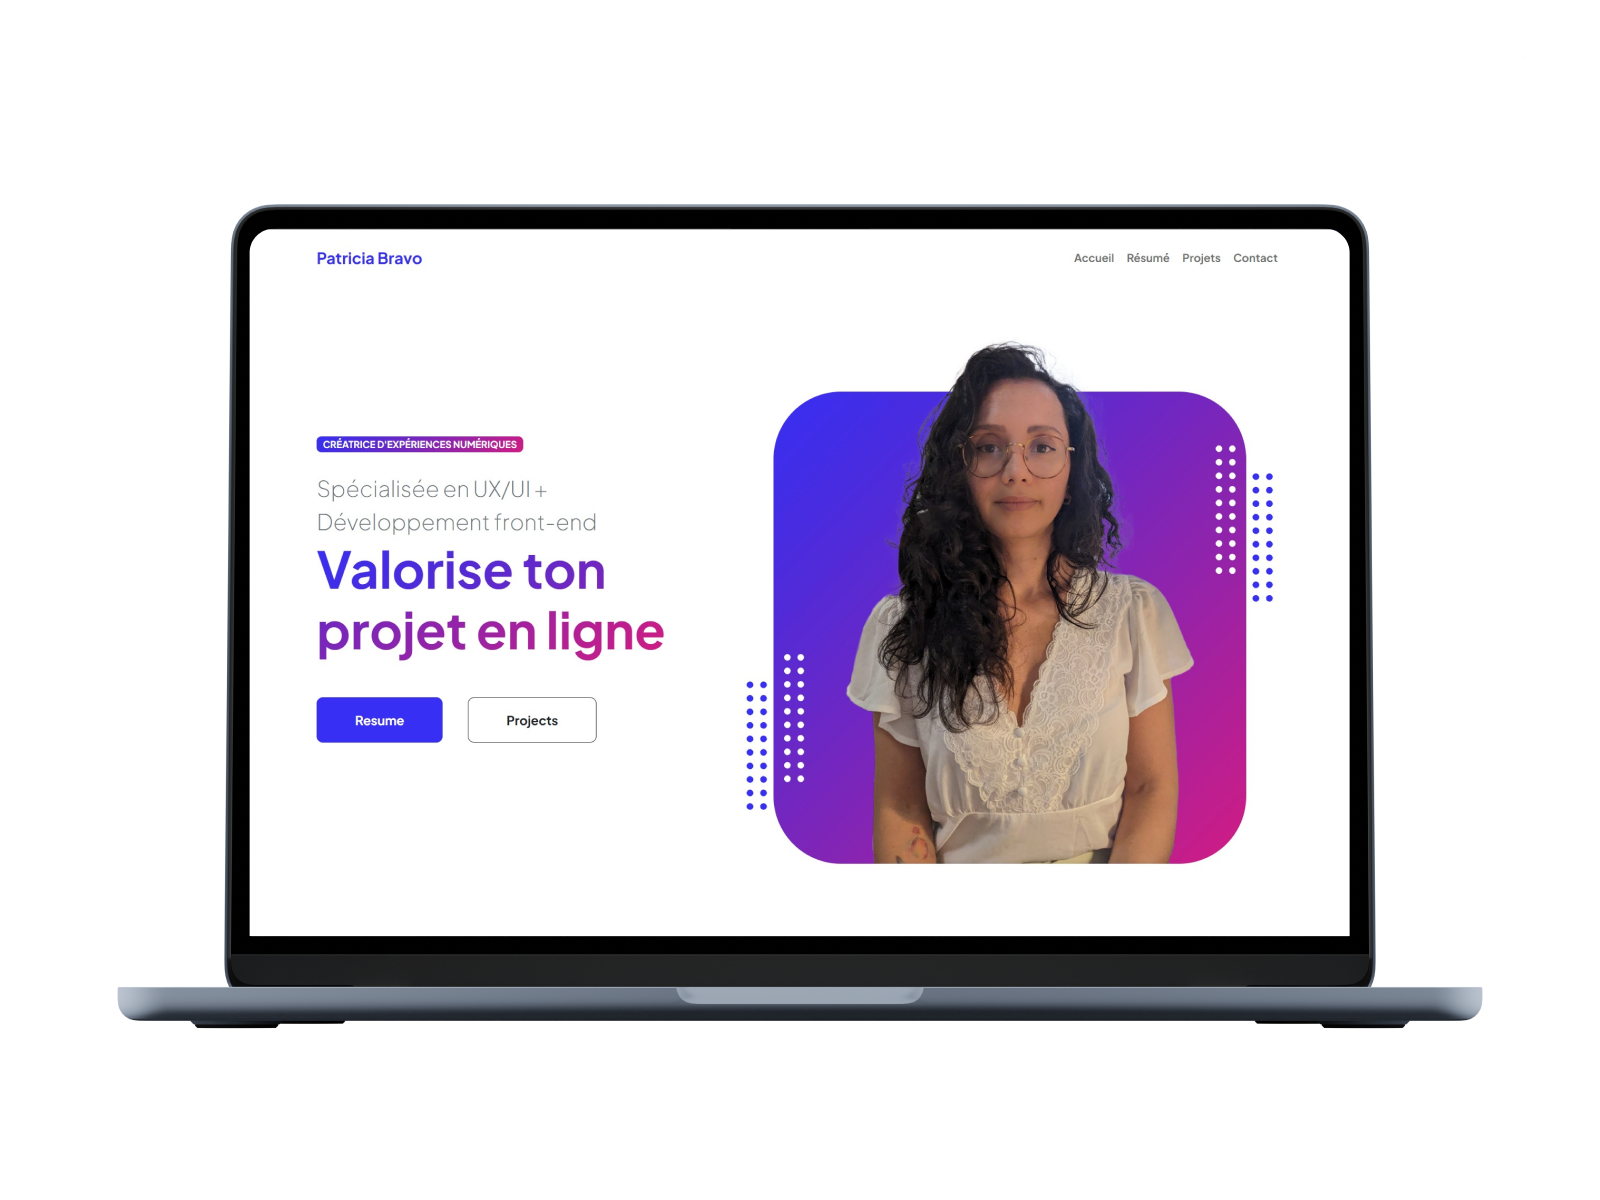 Patricia Bravo
Accueil Résumé Projets Contact
CRÉATRICE D'EXPÉRIENCES NUMÉRIQUES
Spécialisée en UX/UI +
Développement front-end
Valorise ton
projet en ligne
Resume
Projects